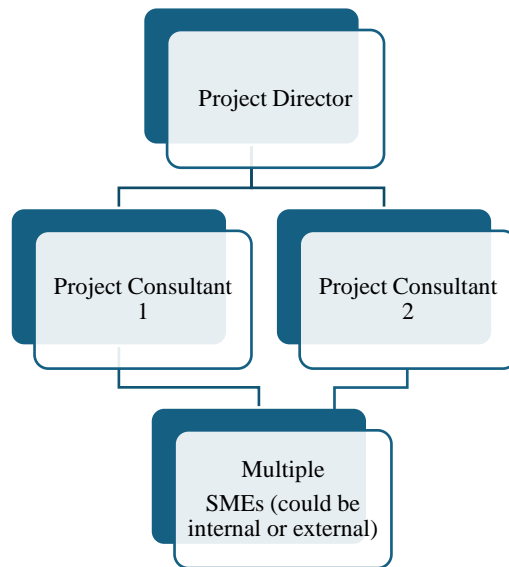 Project Director
Project Consultant
1
Project Consultant
2
Multiple
SMEs (could be
internal or external)